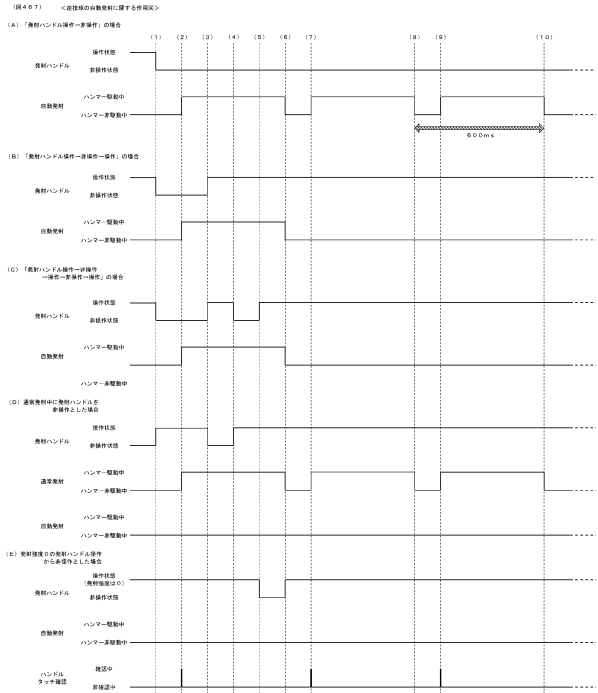 (図467) ＜遊技球の自動発射に関する作用図＞
(A)「発射ハンドル操作→非操作」の場合
(1) (2) (3) (4) (5) (6) (7) (8) (9) (10)
操作状態
発射ハンドル
非操作状態
ハンマー駆動中
自動発射
ハンマー非駆動中
600ms
(B)「発射ハンドル操作→非操作→操作」の場合
操作状態
発射ハンドル
非操作状態
ハンマー駆動中
自動発射
ハンマー非駆動中
(C)「発射ハンドル操作→非操作
→操作→非操作→操作」の場合
操作状態
発射ハンドル
非操作状態
ハンマー駆動中
自動発射
ハンマー非駆動中
(D) 通常発射中に発射ハンドルを
非操作とした場合
操作状態
発射ハンドル
非操作状態
ハンマー駆動中
通常発射
ハンマー非駆動中
ハンマー駆動中
自動発射
ハンマー非駆動中
(E) 発射強度0の発射ハンドル操作
から非操作とした場合
操作状態
(発射強度は0)
発射ハンドル
非操作状態
ハンマー駆動中
自動発射
ハンマー非駆動中
確認中
ハンドル
タッチ確認
非確認中